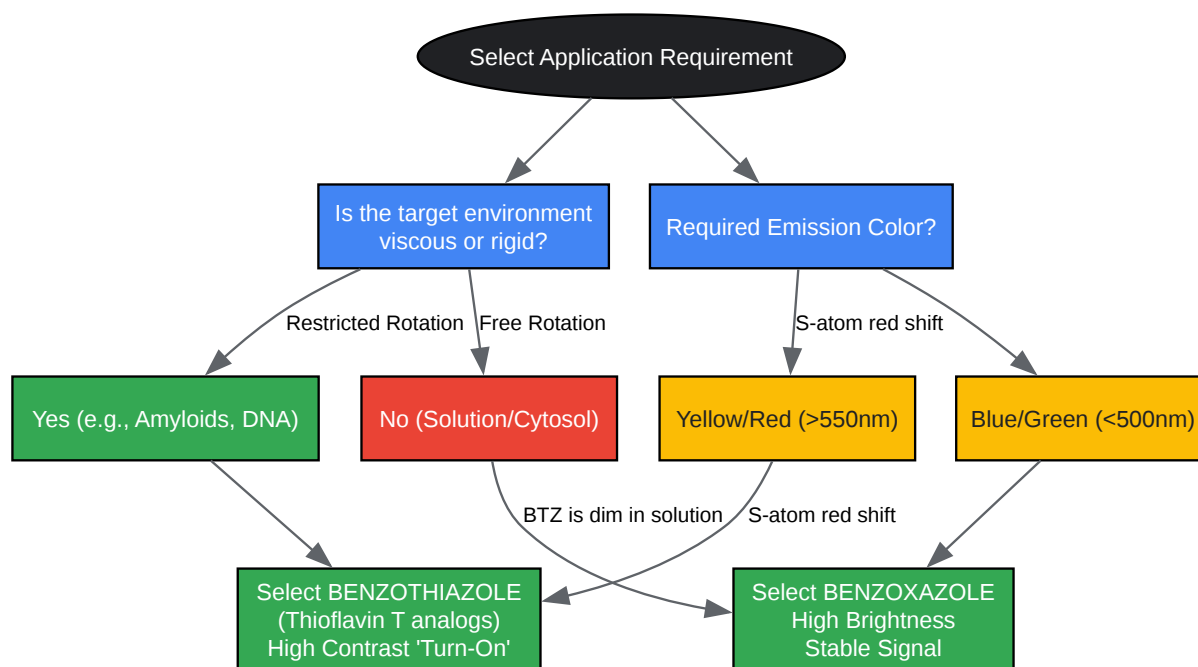 Select Application Requirement
Is the target environment
viscous or rigid?
Required Emission Color?
Restricted Rotation
Free Rotation
S-atom red shift
Yes (e.g., Amyloids, DNA)
No (Solution/Cytosol)
Yellow/Red (>550nm)
Blue/Green (<500nm)
BTZ is dim in solution
S-atom red shift
Select BENZOTHIAZOLE
(Thioflavin T analogs)
High Contrast 'Turn-On'
Select BENZOXAZOLE
High Brightness
Stable Signal